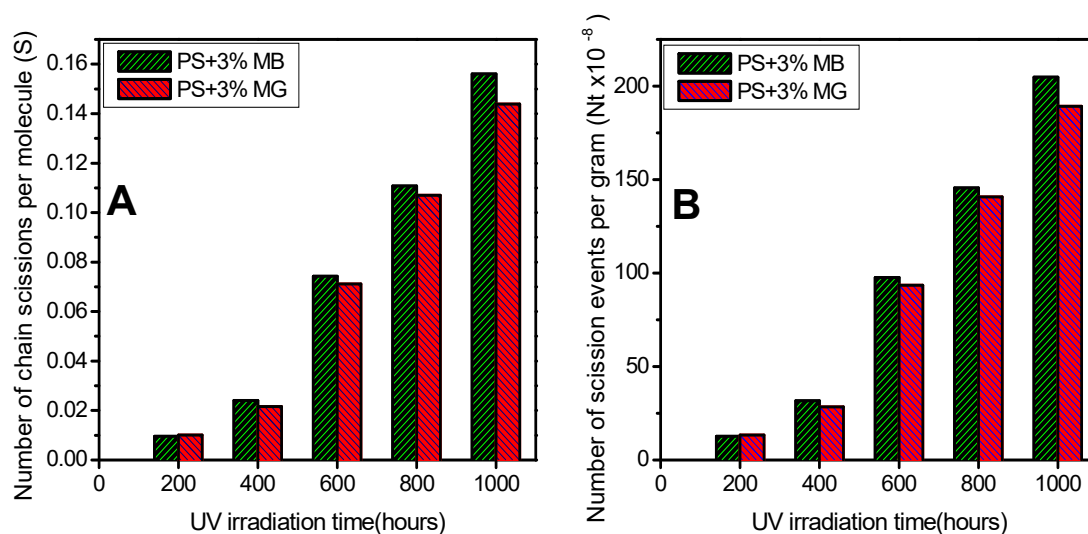 Number of chain scissions per molecule (S)
0.16
0.14
0.12
0.10
0.08
0.06
0.04
0.02
0.00
PS+3% MB
PS+3% MG
A
0 200 400 600 800 1000
UV irradiation time(hours)
Number of scission events per gram (Nt x10 -8 )
200
150
100
50
0
PS+3% MB
PS+3% MG
B
0 200 400 600 800 1000
UV irradiation time(hours)